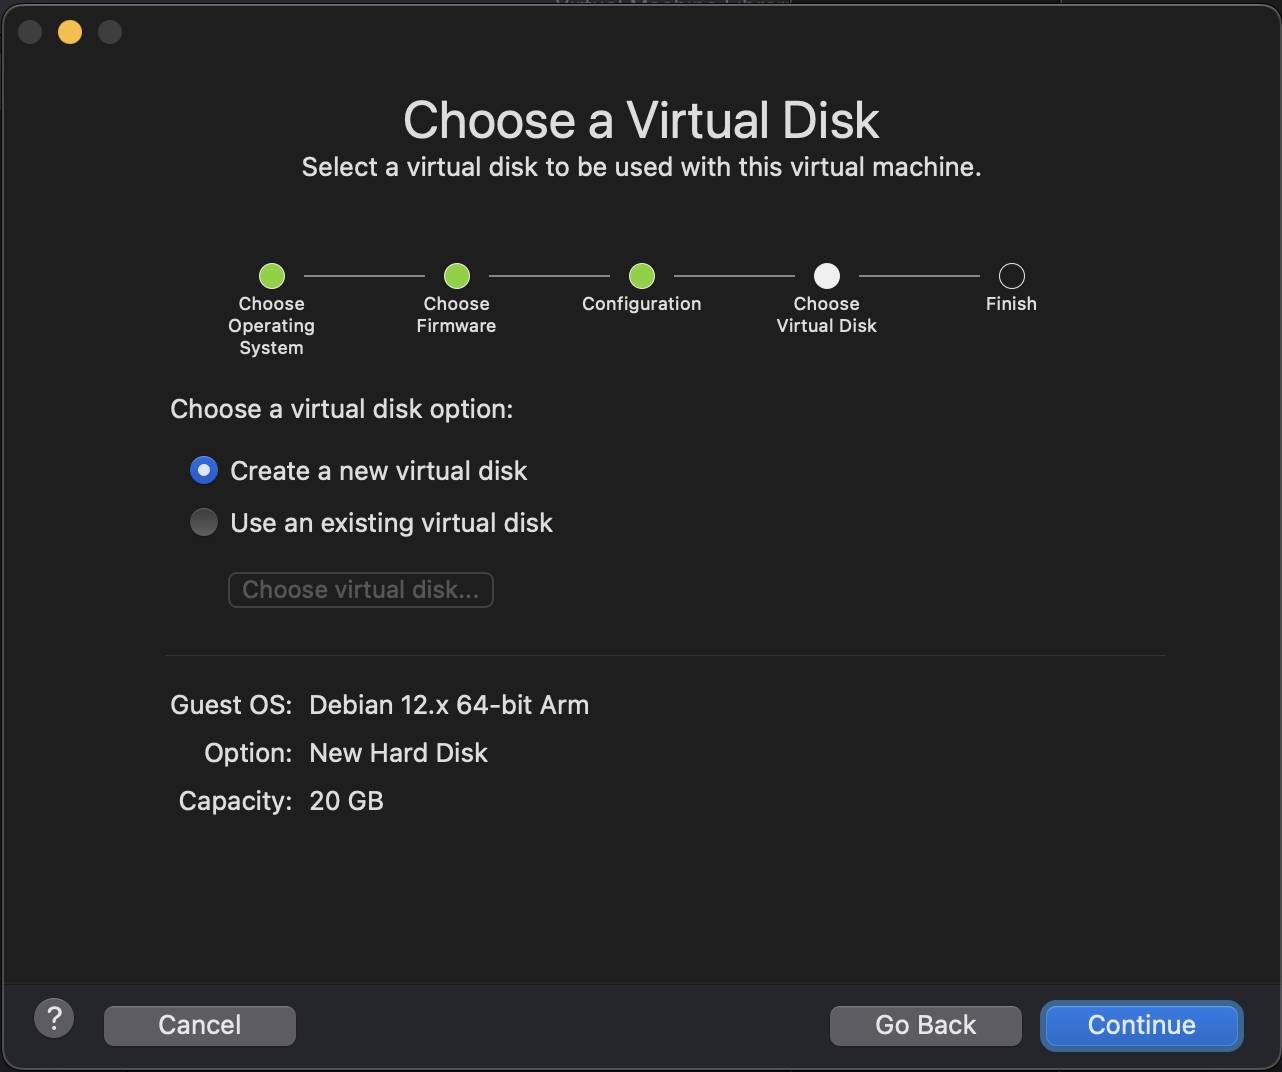 Choose a Virtual Disk
Select a virtual disk to be used with this virtual machine.
Choose
Operating
System
Choose
Firmware
Configuration
Choose
Virtual Disk
Finish
Choose a virtual disk option:
Create a new virtual disk
Use an existing virtual disk
Choose virtual disk...
Guest OS: Debian 12.x 64-bit Arm
Option: New Hard Disk
Capacity: 20 GB
? Cancel Go Back Continue